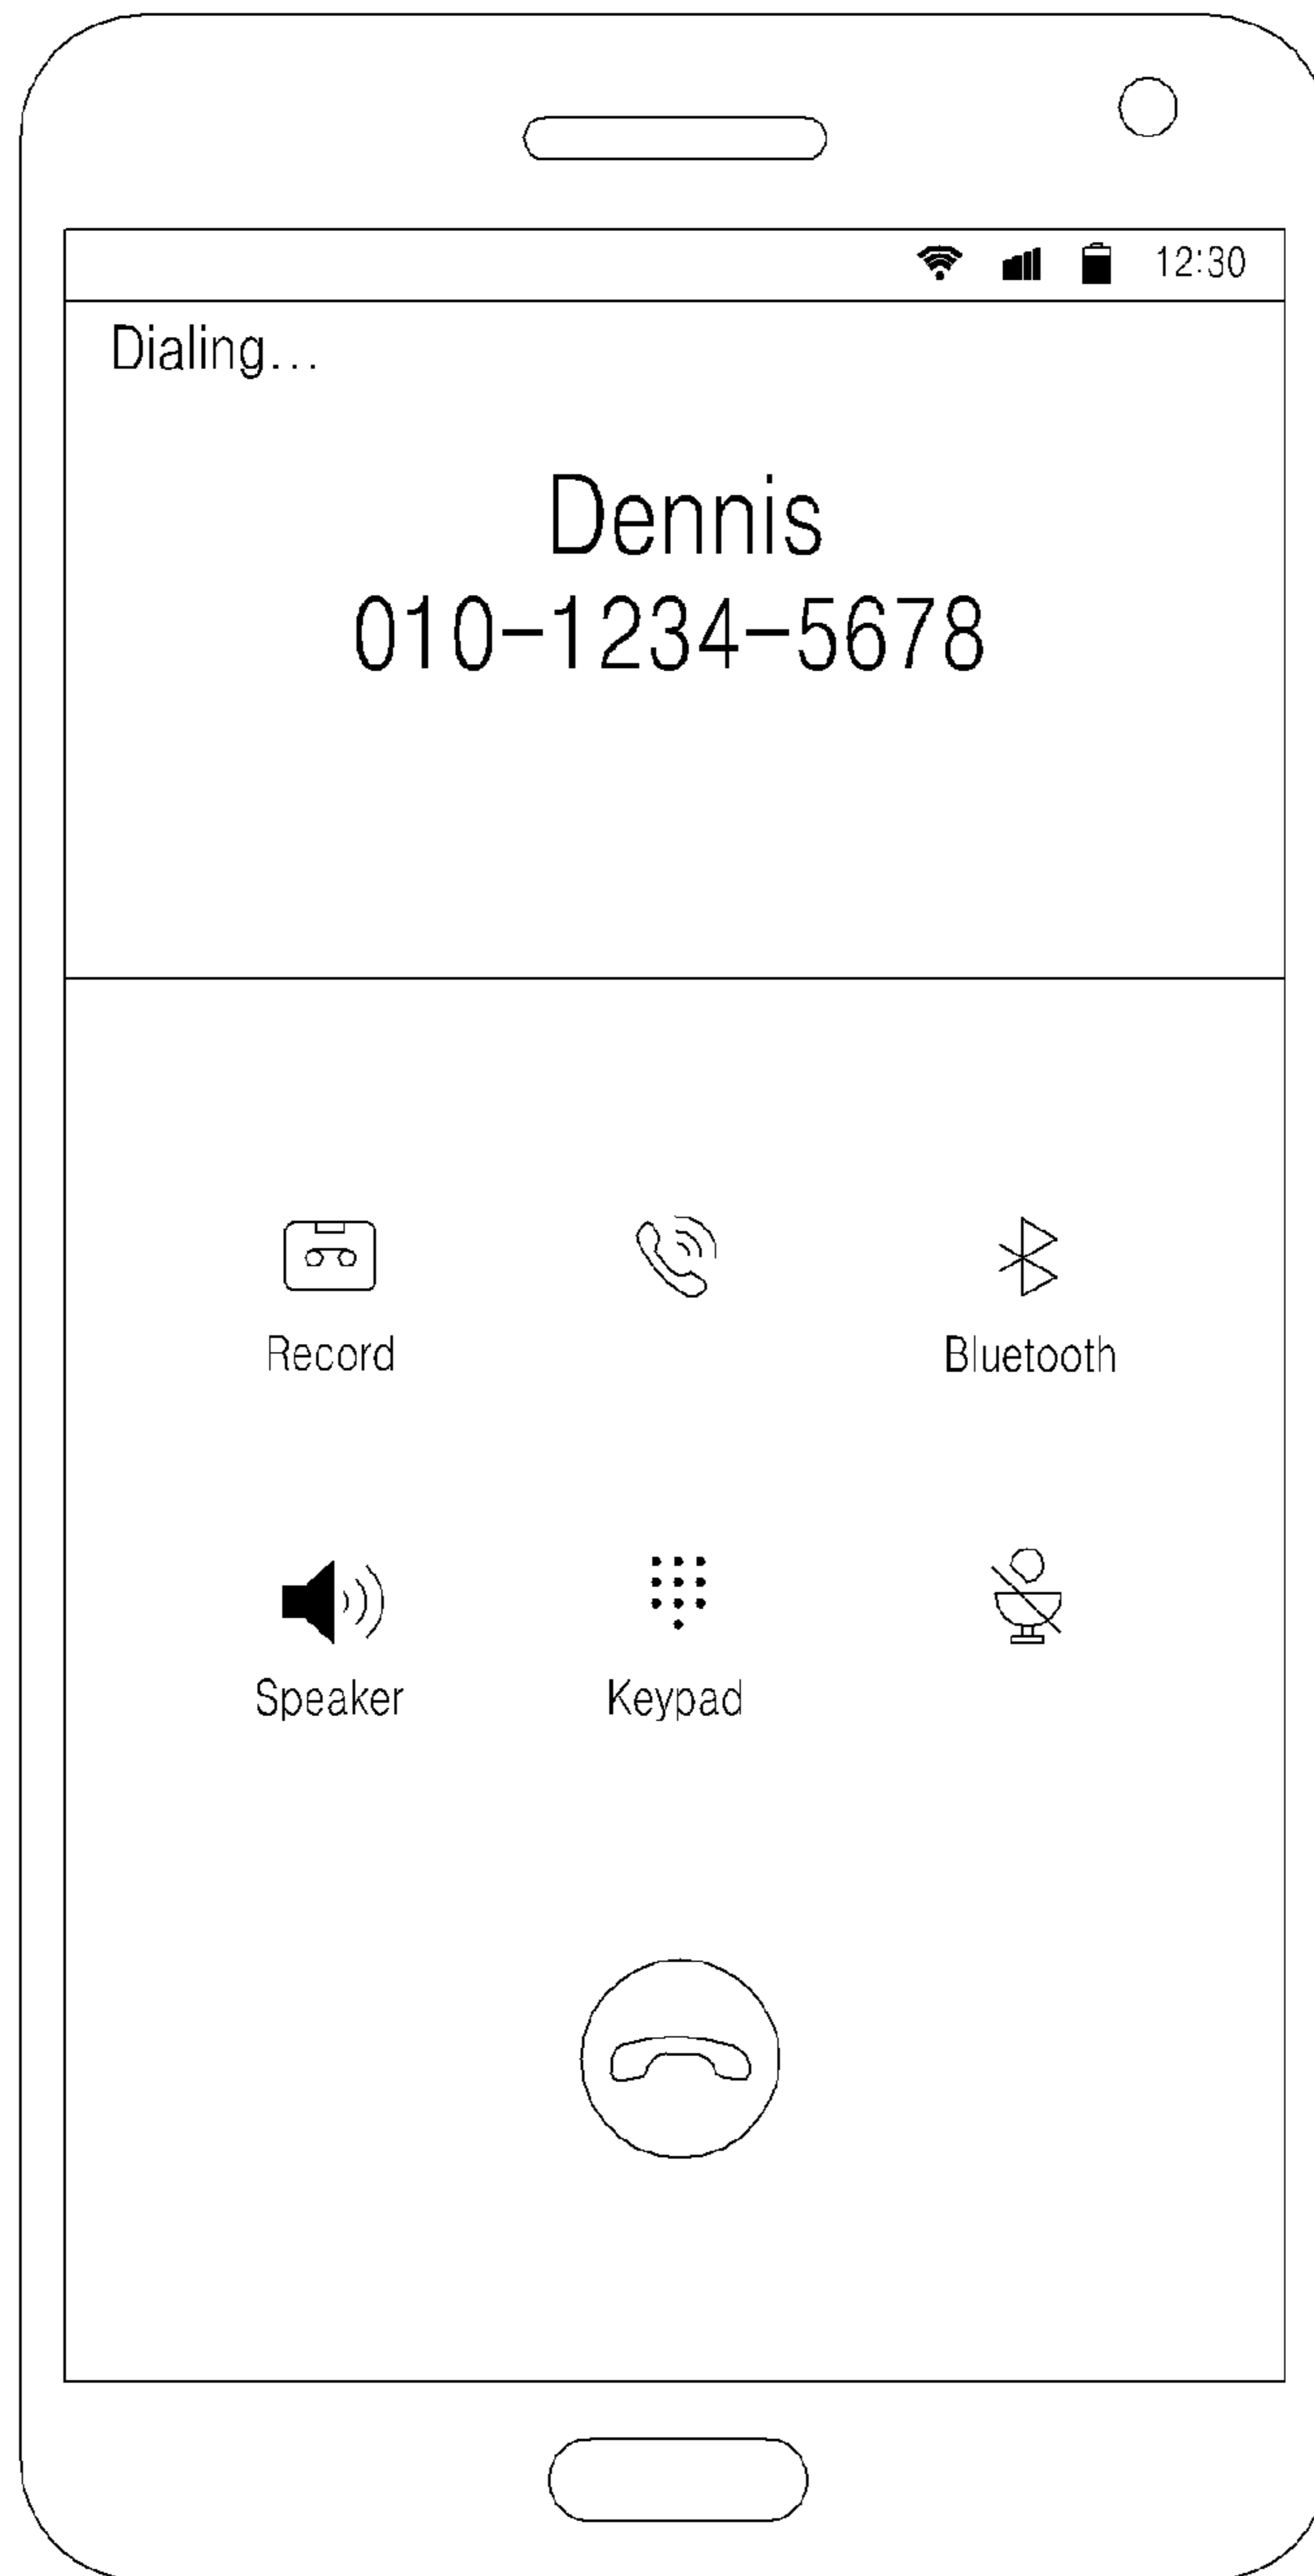 12:30
Dialing...
Dennis
010-1234-5678
Record
Bluetooth
Speaker
Keypad